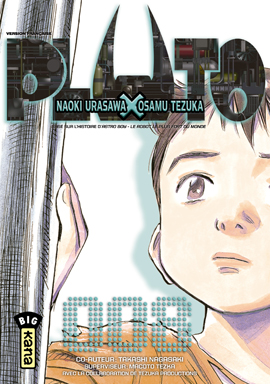 VERSION FRANÇAISE
PLUTO
NAOKI URASAWA X OSAMU TEZUKA
SUR L'HISTOIRE D'ASTRO BOY - LE ROBOT LE PLUS FORT DU MONDE
008
BIG
kana
CO-AUTEUR : TAKASHI NAGASAKI
SUPERVISEUR : MACOTO TEZKA
AVEC LA COLLABORATION DE TEZUKA PRODUCTIONS